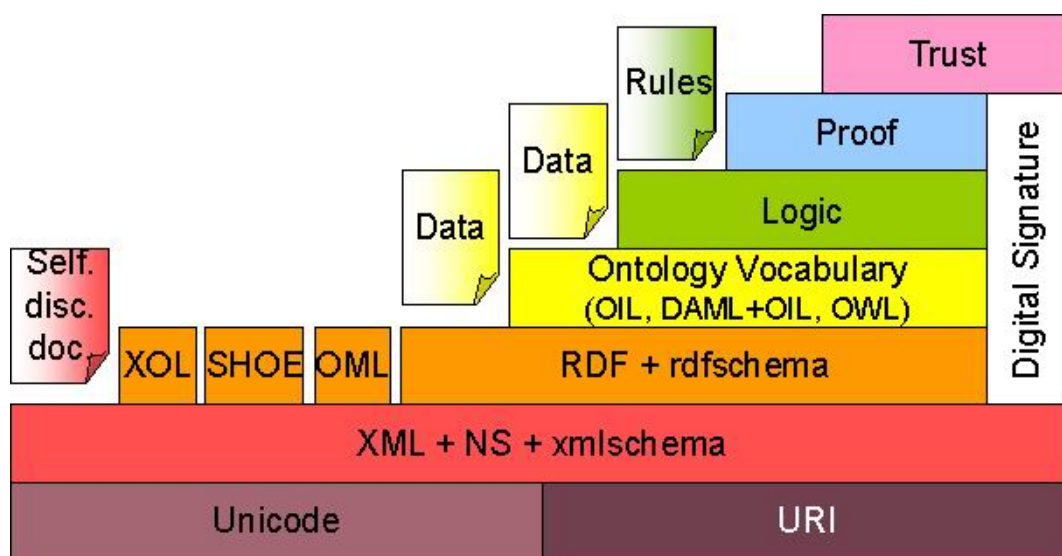 Trust
Rules
Proof
Data
Data
Logic
Digital Signature
Self.
disc.
doc.
Ontology Vocabulary
(OIL, DAML+OIL, OWL)
XOL
SHOE
OML
RDF + rdfschema
XML + NS + xmlschema
Unicode
URI